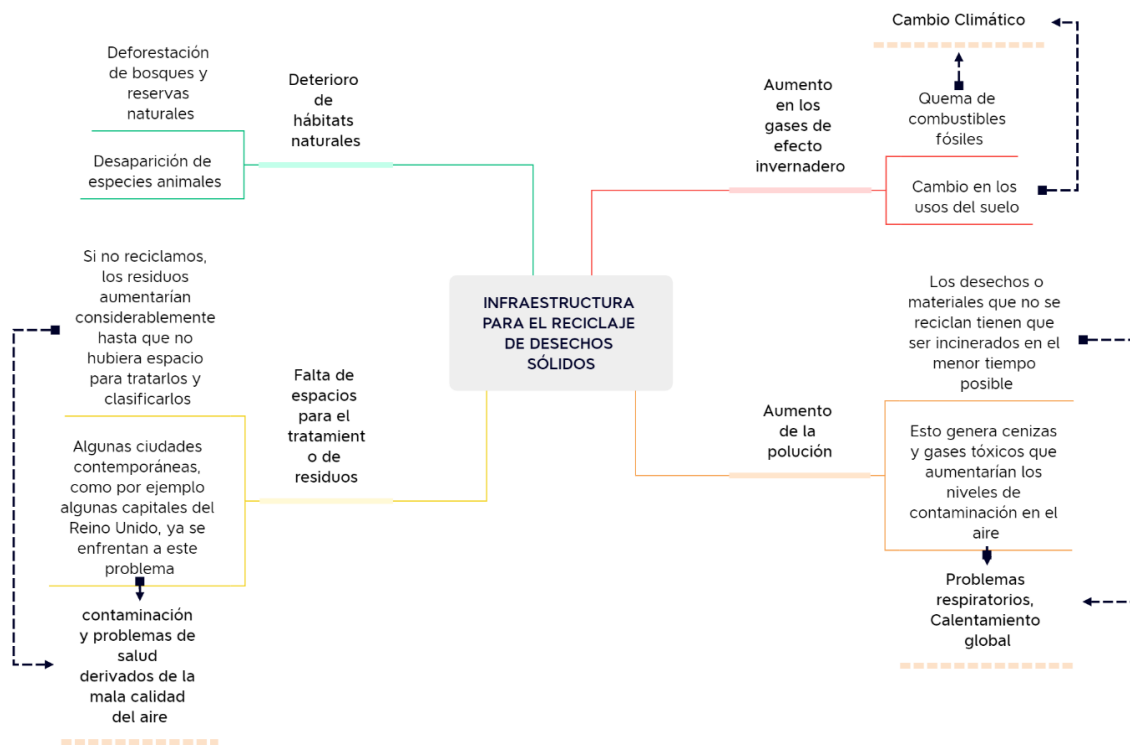 INFRAESTRUCTURA
PARA EL RECICLAJE
DE DESECHOS
SÓLIDOS
Deterioro
de
hábitats
naturales
Deforestación
de bosques y
reservas
naturales
Desaparición de
especies animales
Aumento
en los
gases de
efecto
invernadero
Cambio Climático
Quema de
combustibles
fósiles
Cambio en los
usos del suelo
Falta de
espacios
para el
tratamient
o de
residuos
Si no reciclamos,
los residuos
aumentarían
considerablemente
hasta que no
hubiera espacio
para tratarlos y
clasificarlos
Algunas ciudades
contemporáneas,
como por ejemplo
algunas capitales del
Reino Unido, ya se
enfrentan a este
problema
contaminación
y problemas de
salud
derivados de la
mala calidad
del aire
Aumento
de la
polución
Los desechos o
materiales que no se
reciclan tienen que
ser incinerados en el
menor tiempo
posible
Esto genera cenizas
y gases tóxicos que
aumentarían los
niveles de
contaminación en el
aire
Problemas
respiratorios,
Calentamiento
global